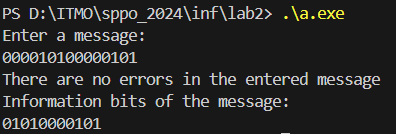 PS D:\ITMO\sppo_2024\inf\lab2> .\a.exe
Enter a message:
000010100000101
There are no errors in the entered message
Information bits of the message:
01010000101